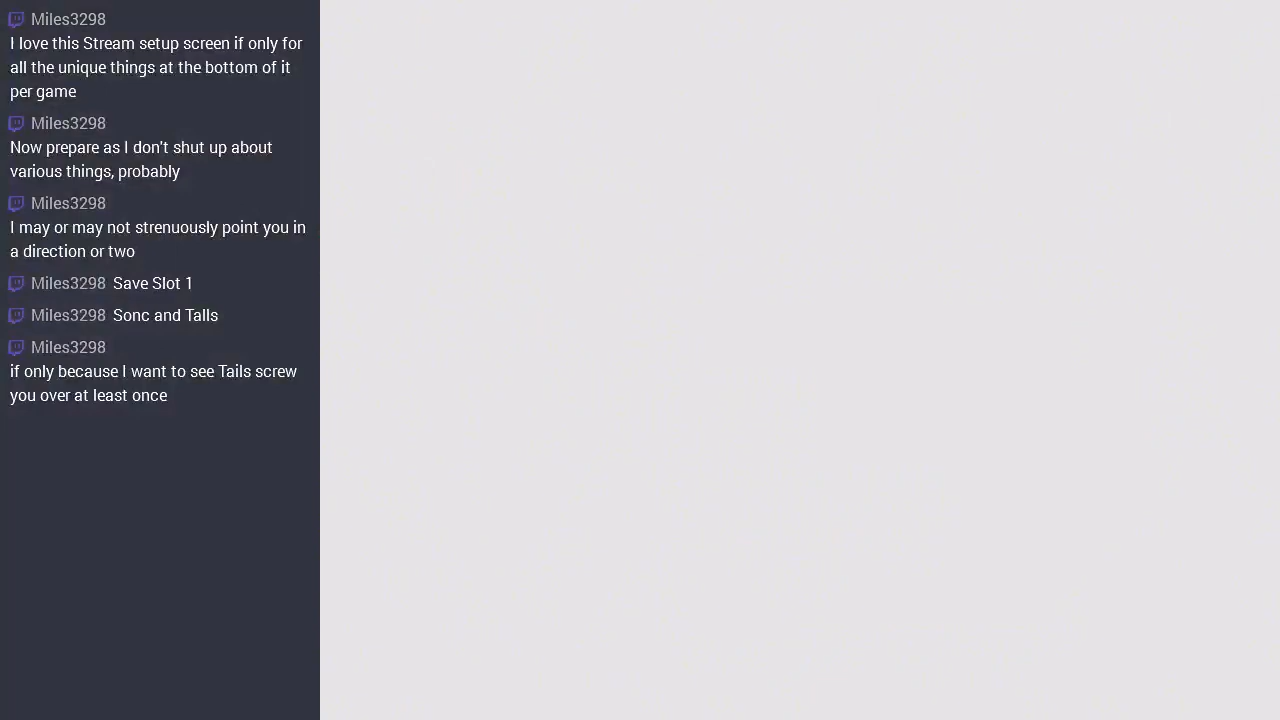 Miles3298
I love this Stream setup screen if only for
all the unique things at the bottom of it
per game
Miles3298
Now prepare as I don't shut up about
various things, probably
Miles3298
I may or may not strenuously point you in
a direction or two
Miles3298 Save Slot 1
Miles3298 Sonc and Talls
Miles3298
if only because I want to see Tails screw
you over at least once